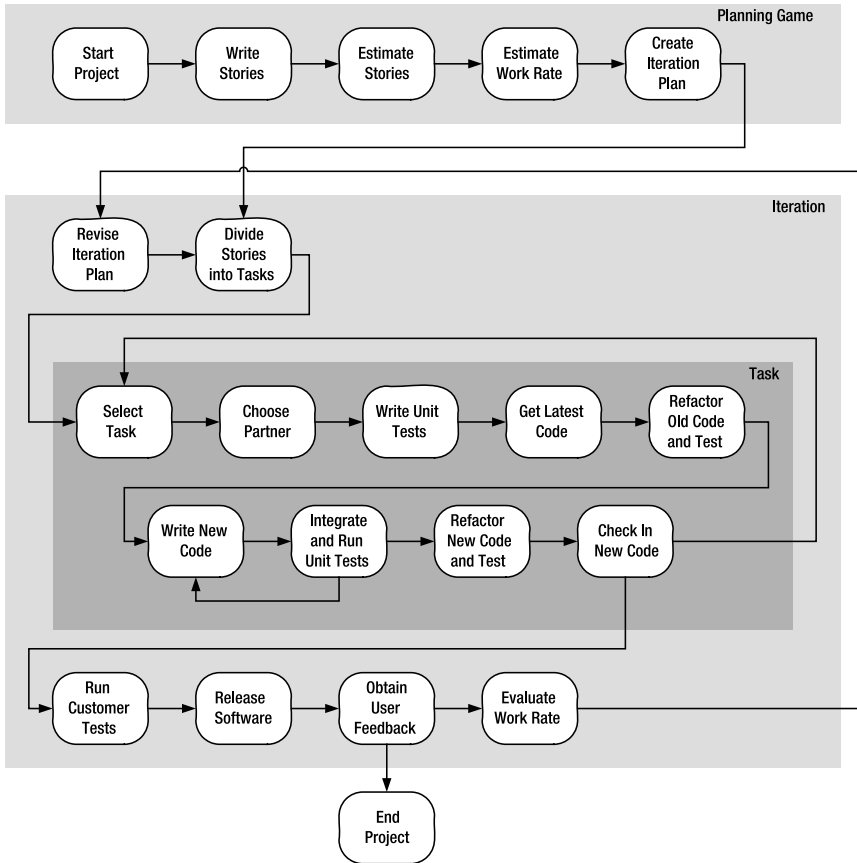 Planning Game
Start
Project
Write
Stories
Estimate
Stories
Estimate
Work Rate
Create
Iteration
Plan
Iteration
Revise
Iteration
Plan
Divide
Stories
into Tasks
Task
Select
Task
Choose
Partner
Write Unit
Tests
Get Latest
Code
Refactor
Old Code
and Test
Write New
Code
Integrate
and Run
Unit Tests
Refactor
New Code
and Test
Check In
New Code
Run
Customer
Tests
Release
Software
Obtain
User
Feedback
Evaluate
Work Rate
End
Project